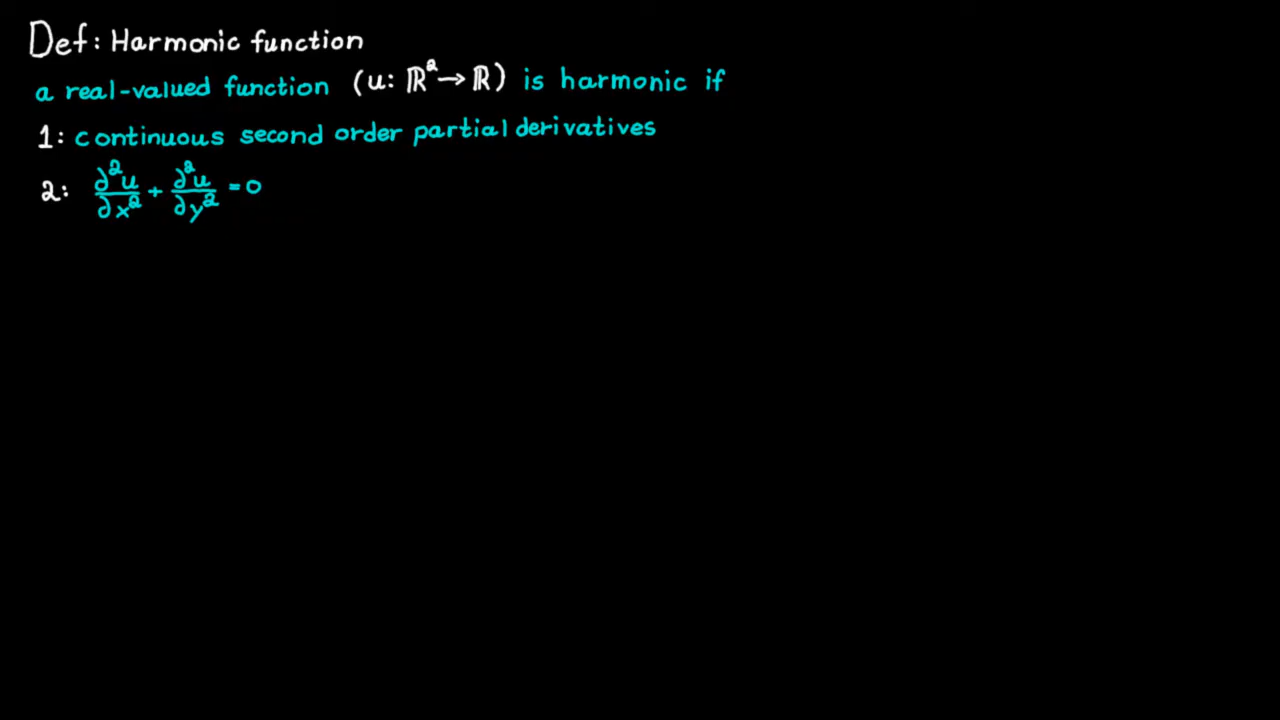 Def: Harmonic function
a real-valued function (u: ℝ² → ℝ) is harmonic if
1: continuous second order partial derivatives
2: ∂²u/∂x² + ∂²u/∂y² = 0